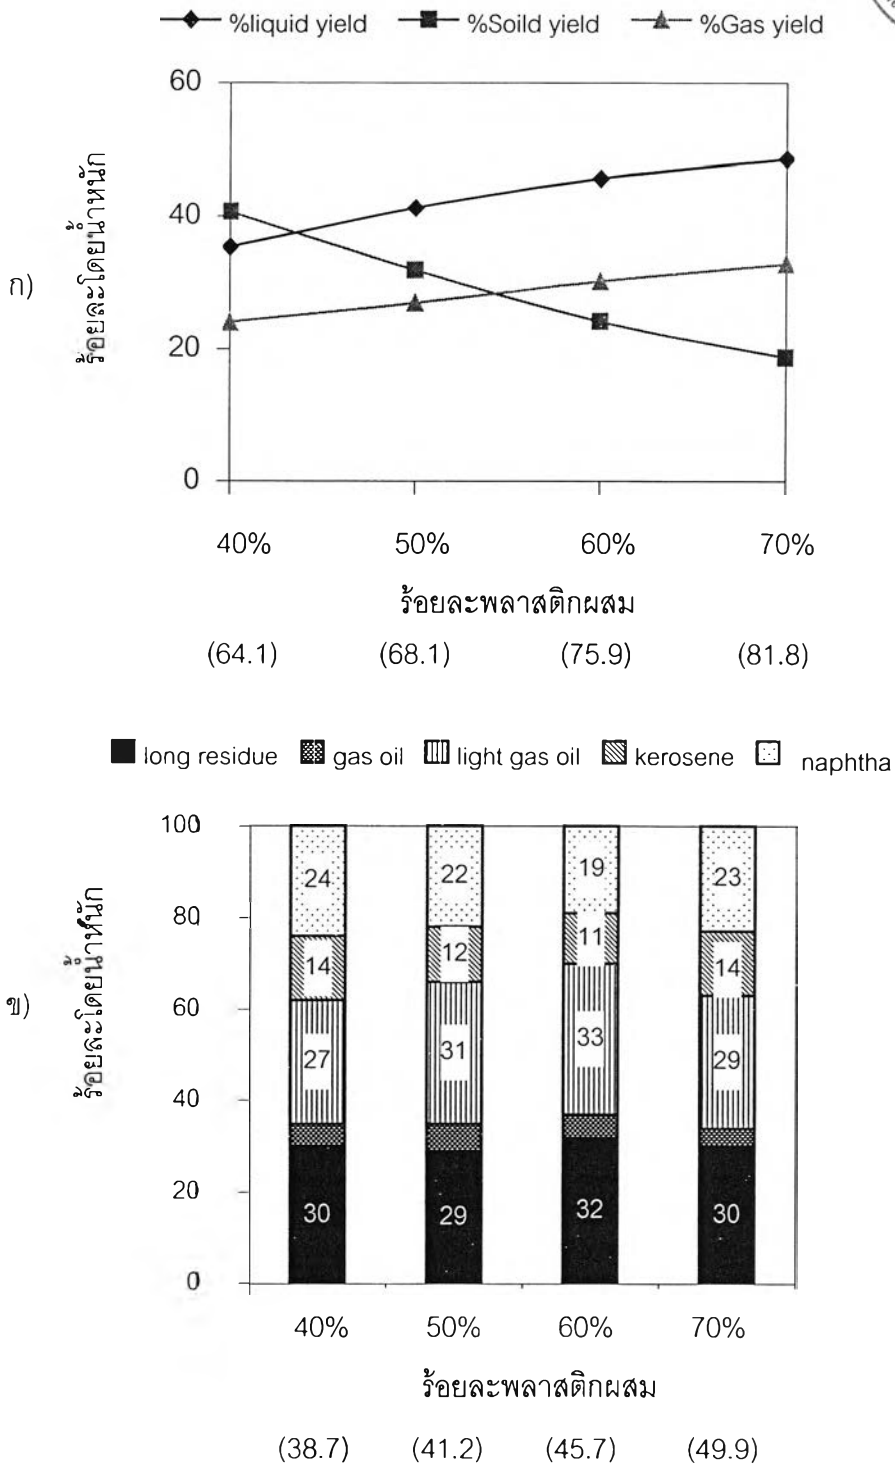 %liquid yield %Soild yield %Gas yield
ก)
ร้อยละโดยน้ำหนัก
60
40
20
0
40% 50% 60% 70%
ร้อยละพลาสติกผสม
(64.1) (68.1) (75.9) (81.8)
long residue gas oil light gas oil kerosene naphtha
ข)
ร้อยละโดยน้ำหนัก
100
80
60
40
20
0
24 22 19 23
14 12 11 14
27 31 33 29
30 29 32 30
40% 50% 60% 70%
ร้อยละพลาสติกผสม
(38.7) (41.2) (45.7) (49.9)